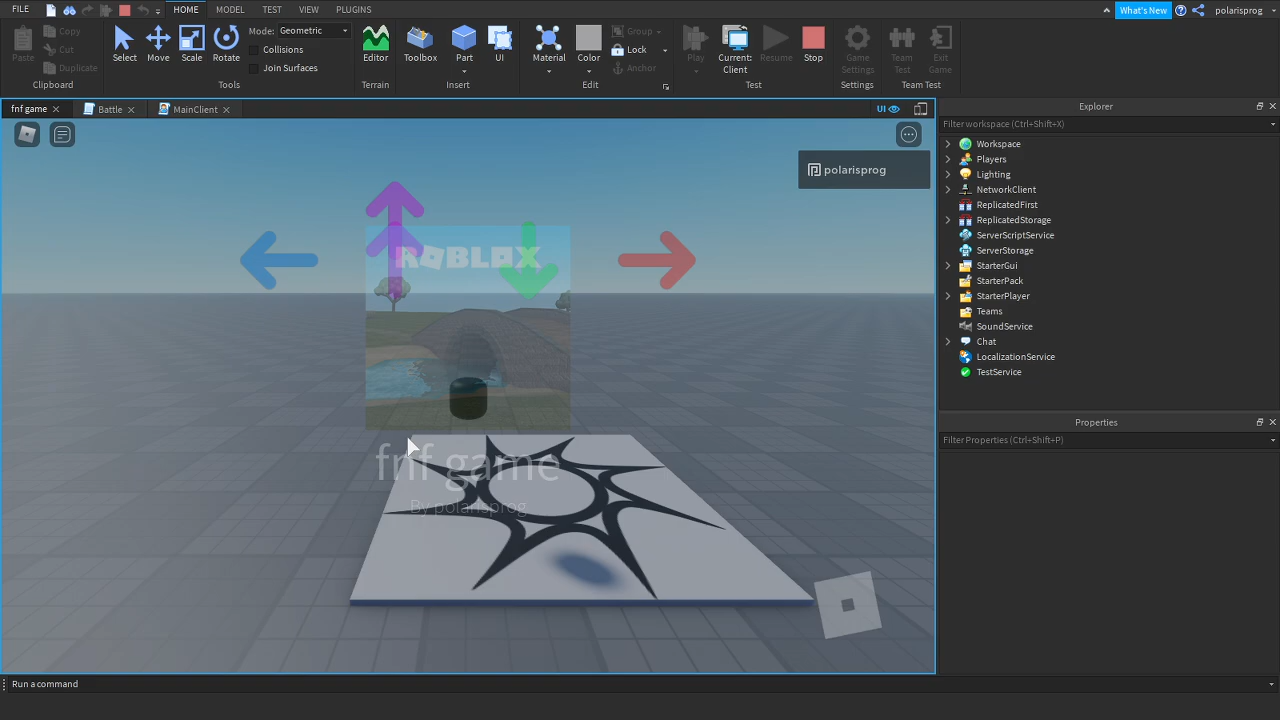 FILE HOME MODEL TEST VIEW PLUGINS What's New polarisprog
Paste Copy Cut Duplicate Clipboard
Select Move Scale Rotate Mode: Geometric Collisions Join Surfaces Tools
Editor Terrain
Toolbox Part UI Insert
Material Color Group Lock Anchor Edit
Play Current: Client Resume Stop Test
Game Settings Settings
Team Test Exit Game Team Test
fnf game Battle MainClient UI
polarisprog
ROBLOX
fnf game
By polarisprog
Explorer
Filter workspace (Ctrl+Shift+X)
Workspace
Players
Lighting
NetworkClient
ReplicatedFirst
ReplicatedStorage
ServerScriptService
ServerStorage
StarterGui
StarterPack
StarterPlayer
Teams
SoundService
Chat
LocalizationService
TestService
Properties
Filter Properties (Ctrl+Shift+P)
Run a command